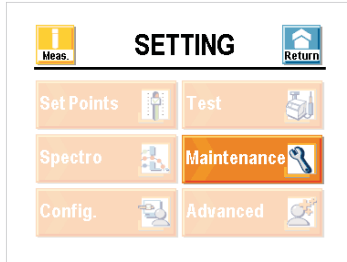 Meas.
SETTING
Return
Set Points
Test
Spectro
Maintenance
Config.
Advanced